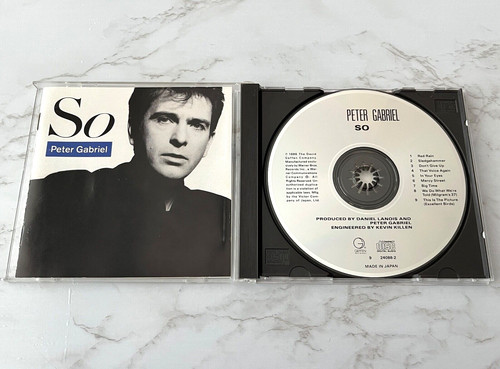 So
Peter Gabriel
PETER GABRIEL
SO
1 Red Rain
2 Sledgehammer
3 Don't Give Up
4 That Voice Again
5 In Your Eyes
6 Mercy Street
7 Big Time
8 We Do What We're
Told (Milgram's 37)
9 This Is The Picture
(Excellent Birds)
PRODUCED BY DANIEL LANOIS AND
PETER GABRIEL
ENGINEERED BY KEVIN KILLEN
9 24088-2
MADE IN JAPAN